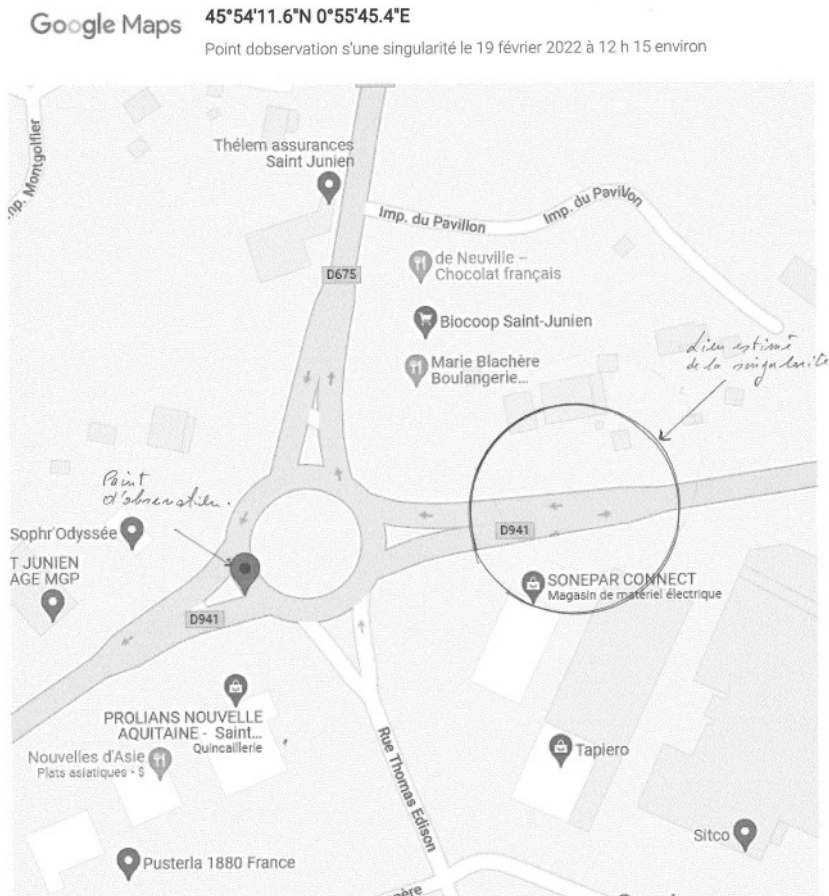 Google Maps
45°54'11.6"N 0°55'45.4"E
Point dobservation s'une singularité le 19 février 2022 à 12 h 15 environ
mp. Montgolfier
Thélem assurances
Saint Junien
Imp. du Pavillon
Imp. du Pavillon
D675
de Neuville –
Chocolat français
Biocoop Saint-Junien
Marie Blachère
Boulangerie...
Lieu estimé
de la singularité
Point
d'observation.
Sophr'Odyssée
T JUNIEN
AGE MGP
D941
SONEPAR CONNECT
Magasin de matériel électrique
D941
PROLIANS NOUVELLE
AQUITAINE - Saint...
Quincaillerie
Nouvelles d'Asie
Plats asiatiques - $
Rue Thomas Edison
Tapiero
Sitco
Pusterla 1880 France
ère